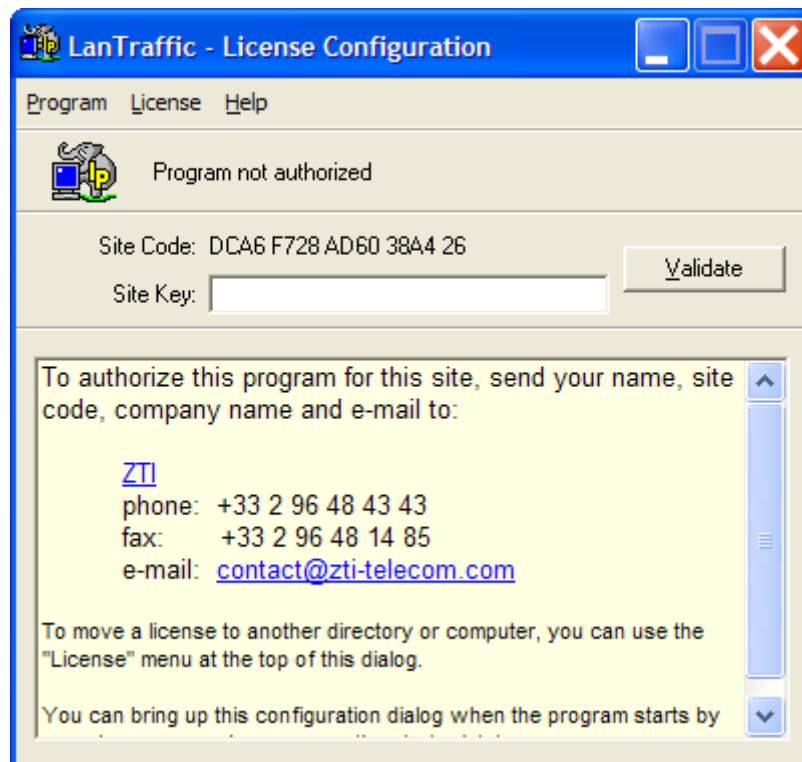 LanTraffic - License Configuration
Program License Help
Program not authorized
Site Code: DCA6 F728 AD60 38A4 26
Validate
Site Key:
To authorize this program for this site, send your name, site
code, company name and e-mail to:
ZTI
phone: +33 2 96 48 43 43
fax: +33 2 96 48 14 85
e-mail: contact@zti-telecom.com
To move a license to another directory or computer, you can use the
"License" menu at the top of this dialog.
You can bring up this configuration dialog when the program starts by